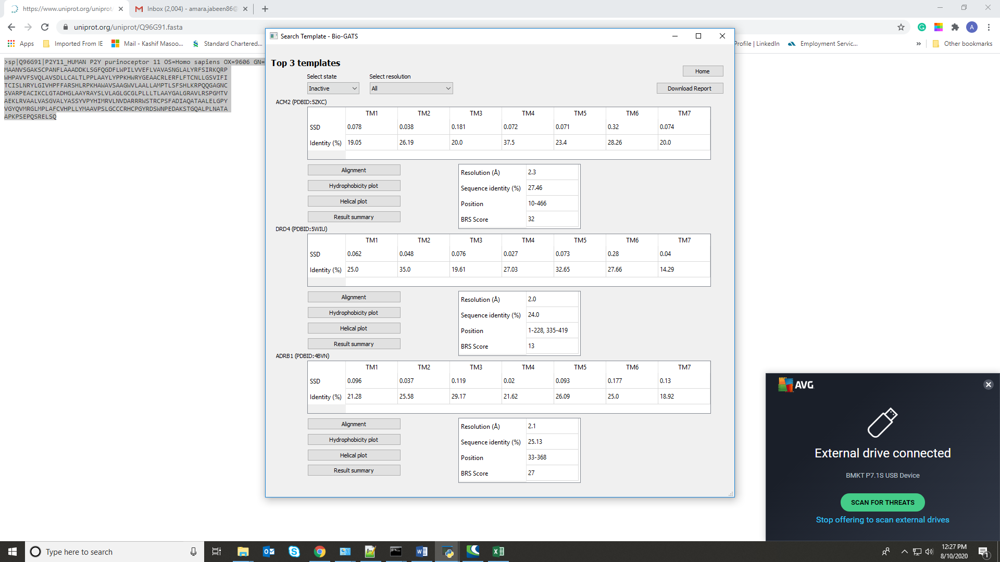 https://www.uniprot.org/uniprot
Inbox (2,004) - amara.jabeen86@
uniprot.org/uniprot/Q96G91.fasta
A
Apps
Imported From IE
Mail - Kashif Masoo...
Standard Chartered...
Profile | LinkedIn
Employment Servic...
»
Other bookmarks
>sp|Q96G91|P2Y11_HUMAN P2Y purinoceptor 11 OS=Homo sapiens OX=9606 GN=
MAANVSGAKSCPANFLAAADDKLSGFQGDFLWPILVVEFLVAVASNGLALYRFSIRKQRP
WHPAVVFSVQLAVSDLLCALTLPPLAAYLYPPKHWRYGEAACRLERFLFTCNLLGSVIFI
TCISLNRYLGIVHPFFARSHLRPKHAWAVSAAGWVLAALLAMPTLSFSHLKRPQQGAGNC
SVARPEACIKCLGTADHGLAAYRAYSLVLAGLGCGLPLLLTLAAYGALGRAVLRSPGMTV
AEKLRVAALVASGVALYASSYVPYHIMRVLNVDARRRWSTRCPSFADIAQATAALELGPY
VGYQVMRGLMPLAFCVHPLLYMAAVPSLGCCCRHCPGYRDSWNPEDAKSTGQALPLNATA
APKPSEPQSRELSQ
Search Template - Bio-GATS
Top 3 templates
Home
Select state
Select resolution
Inactive
All
Download Report
ACM2 (PDBID:5ZKC)
TM1 TM2 TM3 TM4 TM5 TM6 TM7
SSD 0.078 0.038 0.181 0.072 0.071 0.32 0.074
Identity (%) 19.05 26.19 20.0 37.5 23.4 28.26 20.0
Alignment
Hydrophobicity plot
Helical plot
Result summary
Resolution (Å) 2.3
Sequence identity (%) 27.46
Position 10-466
BRS Score 32
DRD4 (PDBID:5WIU)
TM1 TM2 TM3 TM4 TM5 TM6 TM7
SSD 0.062 0.048 0.076 0.027 0.073 0.28 0.04
Identity (%) 25.0 35.0 19.61 27.03 32.65 27.66 14.29
Alignment
Hydrophobicity plot
Helical plot
Result summary
Resolution (Å) 2.0
Sequence identity (%) 24.0
Position 1-228, 335-419
BRS Score 13
ADRB1 (PDBID:4BVN)
TM1 TM2 TM3 TM4 TM5 TM6 TM7
SSD 0.096 0.037 0.119 0.02 0.093 0.177 0.13
Identity (%) 21.28 25.58 29.17 21.62 26.09 25.0 18.92
Alignment
Hydrophobicity plot
Helical plot
Result summary
Resolution (Å) 2.1
Sequence identity (%) 25.13
Position 33-368
BRS Score 27
AVG
External drive connected
BMKT P7.1S USB Device
SCAN FOR THREATS
Stop offering to scan external drives
Type here to search
12:27 PM
8/10/2020
1